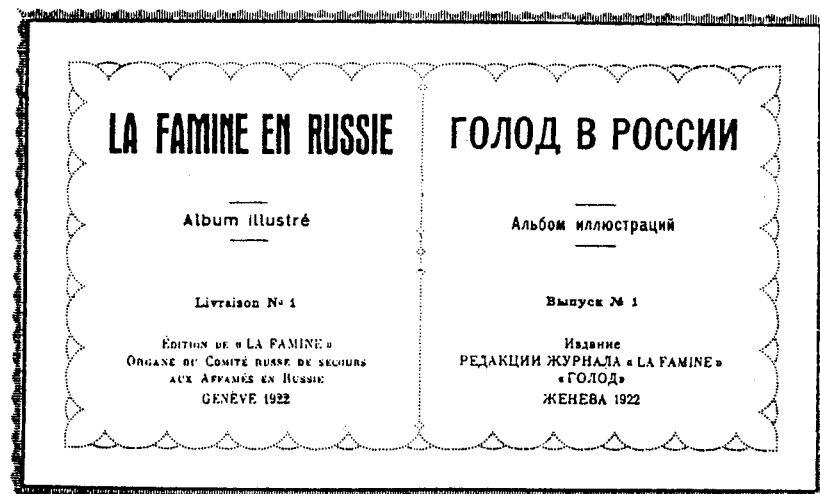 LA FAMINE EN RUSSIE
Album illustré
Livraison No 1
ÉDITION DE « LA FAMINE »
ORGANE DU COMITÉ RUSSE DE SECOURS
AUX AFFAMÉS EN RUSSIE
GENÈVE 1922
ГОЛОД В РОССИИ
Альбом иллюстраций
Выпуск № 1
Издание
РЕДАКЦИИ ЖУРНАЛА « LA FAMINE »
« ГОЛОД»
ЖЕНЕВА 1922